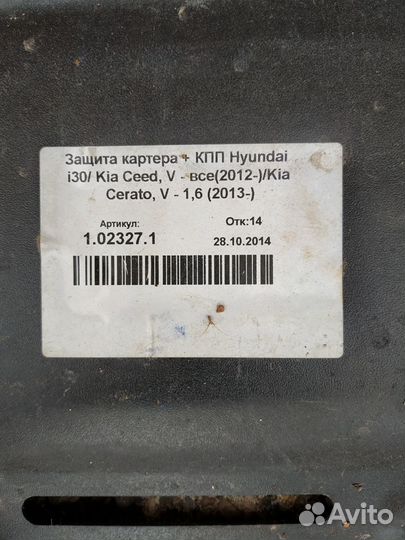 Защита картера + КПП Hyundai
i30/ Kia Ceed, V - все(2012-)/Kia
Cerato, V - 1,6 (2013-)
Артикул:
Отк:14
1.02327.1
28.10.2014
Avito